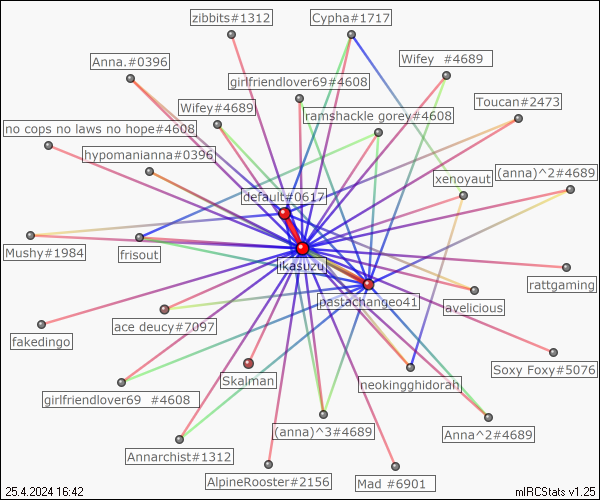 zibbits#1312
Cypha#1717
Anna.#0396
Wifey #4689
girlfriendlover69#4608
Toucan#2473
Wifey#4689
ramshackle gorey#4608
no cops no laws no hope#4608
hypomanianna#0396
xenoyaut
(anna)^2#4689
default#0617
Mushy#1984
frisout
ikasuzu
rattgaming
pastachangeo41
avelicious
ace deucy#7097
fakedingo
Soxy Foxy#5076
Skalman
neokingghidorah
girlfriendlover69 #4608
(anna)^3#4689
Anna^2#4689
Annarchist#1312
AlpineRooster#2156
Mad #6901
25.4.2024 16:42
mIRCStats v1.25